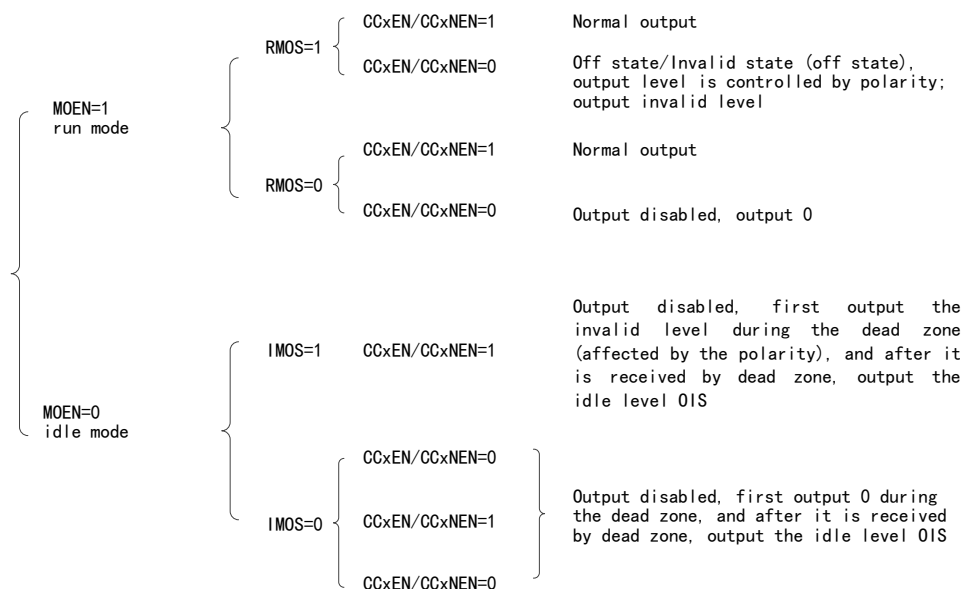 CCxEN/CCxNEN=1 Normal output
RMOS=1
CCxEN/CCxNEN=0 Off state/Invalid state (off state),
output level is controlled by polarity;
output invalid level
MOEN=1
run mode
CCxEN/CCxNEN=1 Normal output
RMOS=0
CCxEN/CCxNEN=0 Output disabled, output 0
Output disabled, first output the
invalid level during the dead zone
IMOS=1 CCxEN/CCxNEN=1 (affected by the polarity), and after it
is received by dead zone, output the
idle level OIS
MOEN=0
idle mode
CCxEN/CCxNEN=0
Output disabled, first output 0 during
IMOS=0 CCxEN/CCxNEN=1 the dead zone, and after it is received
by dead zone, output the idle level OIS
CCxEN/CCxNEN=0